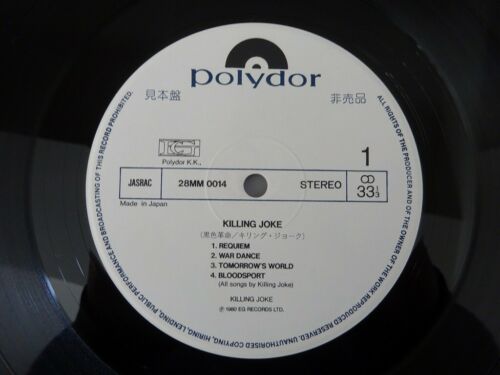 polydor
見本盤
非売品
EG
Polydor K.K.,
1
JASRAC
28MM 0014
STEREO
33⅓
Made in Japan
KILLING JOKE
(黒色革命/キリング・ジョーク)
1. REQUIEM
2. WAR DANCE
3. TOMORROW'S WORLD
4. BLOODSPORT
(All songs by Killing Joke)
KILLING JOKE
℗ 1980 EG RECORDS LTD.
ALL RIGHTS OF THE PRODUCER AND OF THE OWNER OF THE WORK REPRODUCED RESERVED. UNAUTHORISED COPYING, HIRING, LENDING, PUBLIC PERFORMANCE AND BROADCASTING OF THIS RECORD PROHIBITED.